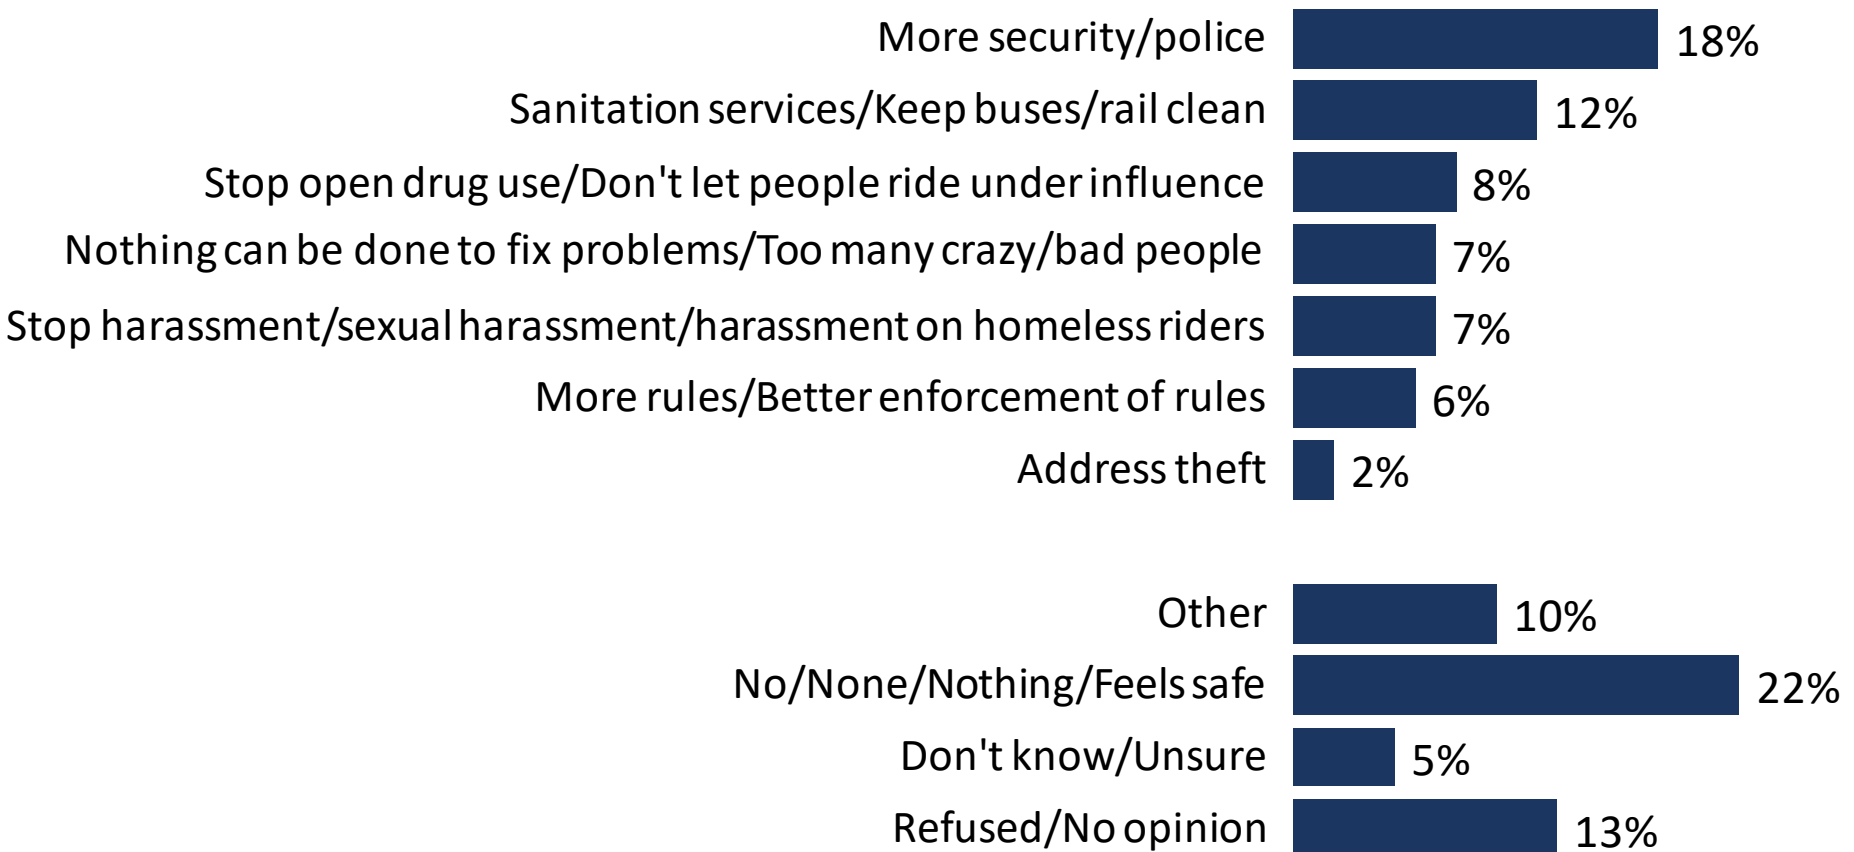 More security/police 18%
Sanitation services/Keep buses/rail clean 12%
Stop open drug use/Don't let people ride under influence 8%
Nothing can be done to fix problems/Too many crazy/bad people 7%
Stop harassment/sexual harassment/harassment on homeless riders 7%
More rules/Better enforcement of rules 6%
Address theft 2%
Other 10%
No/None/Nothing/Feels safe 22%
Don't know/Unsure 5%
Refused/No opinion 13%